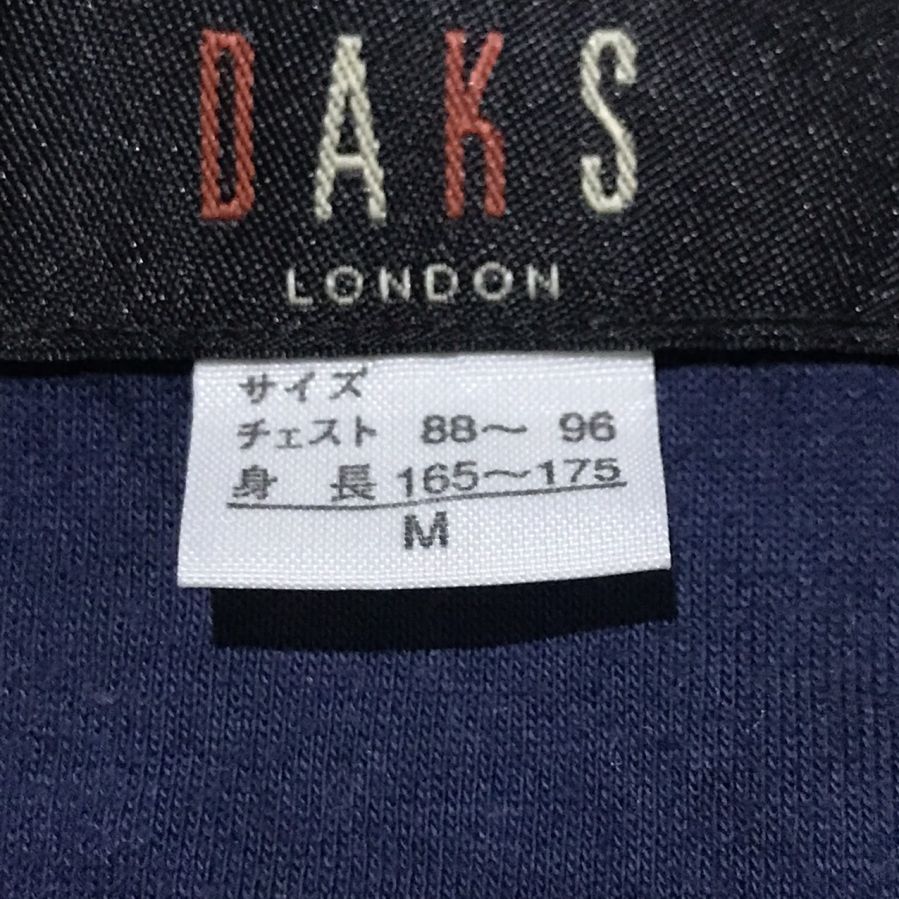 DAKS
LONDON
サイズ
チェスト 88～ 96
身 長 165～175
M